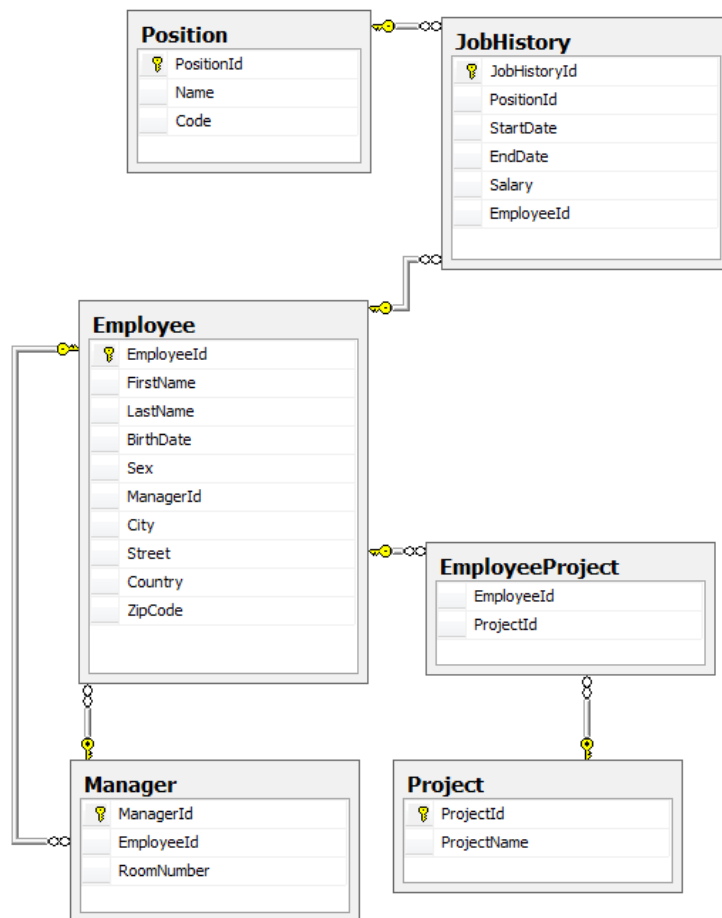 Position
PositionId
Name
Code
JobHistory
JobHistoryId
PositionId
StartDate
EndDate
Salary
EmployeeId
Employee
EmployeeId
FirstName
LastName
BirthDate
Sex
ManagerId
City
Street
Country
ZipCode
EmployeeProject
EmployeeId
ProjectId
Manager
ManagerId
EmployeeId
RoomNumber
Project
ProjectId
ProjectName